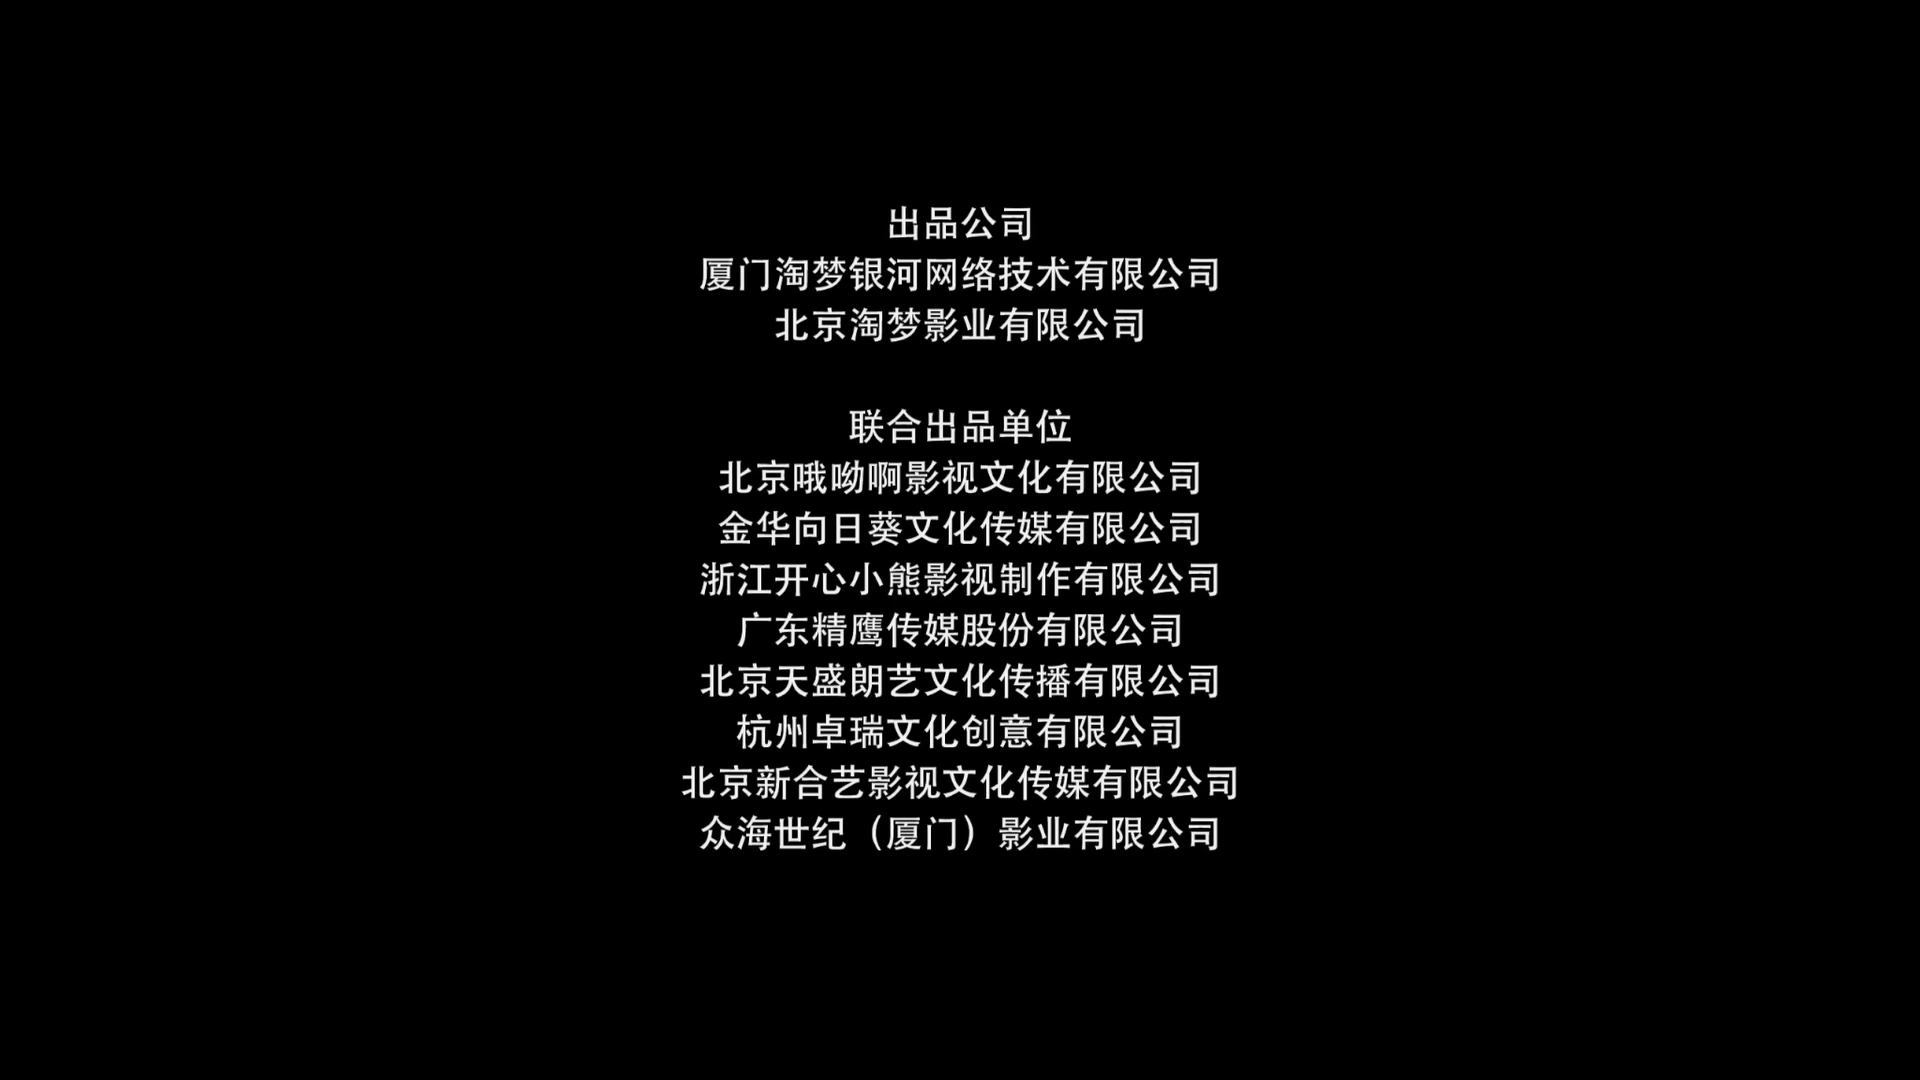 出品公司
厦门淘梦银河网络技术有限公司
北京淘梦影业有限公司
联合出品单位
北京哦呦啊影视文化有限公司
金华向日葵文化传媒有限公司
浙江开心小熊影视制作有限公司
广东精鹰传媒股份有限公司
北京天盛朗艺文化传播有限公司
杭州卓瑞文化创意有限公司
北京新合艺影视文化传媒有限公司
众海世纪（厦门）影业有限公司